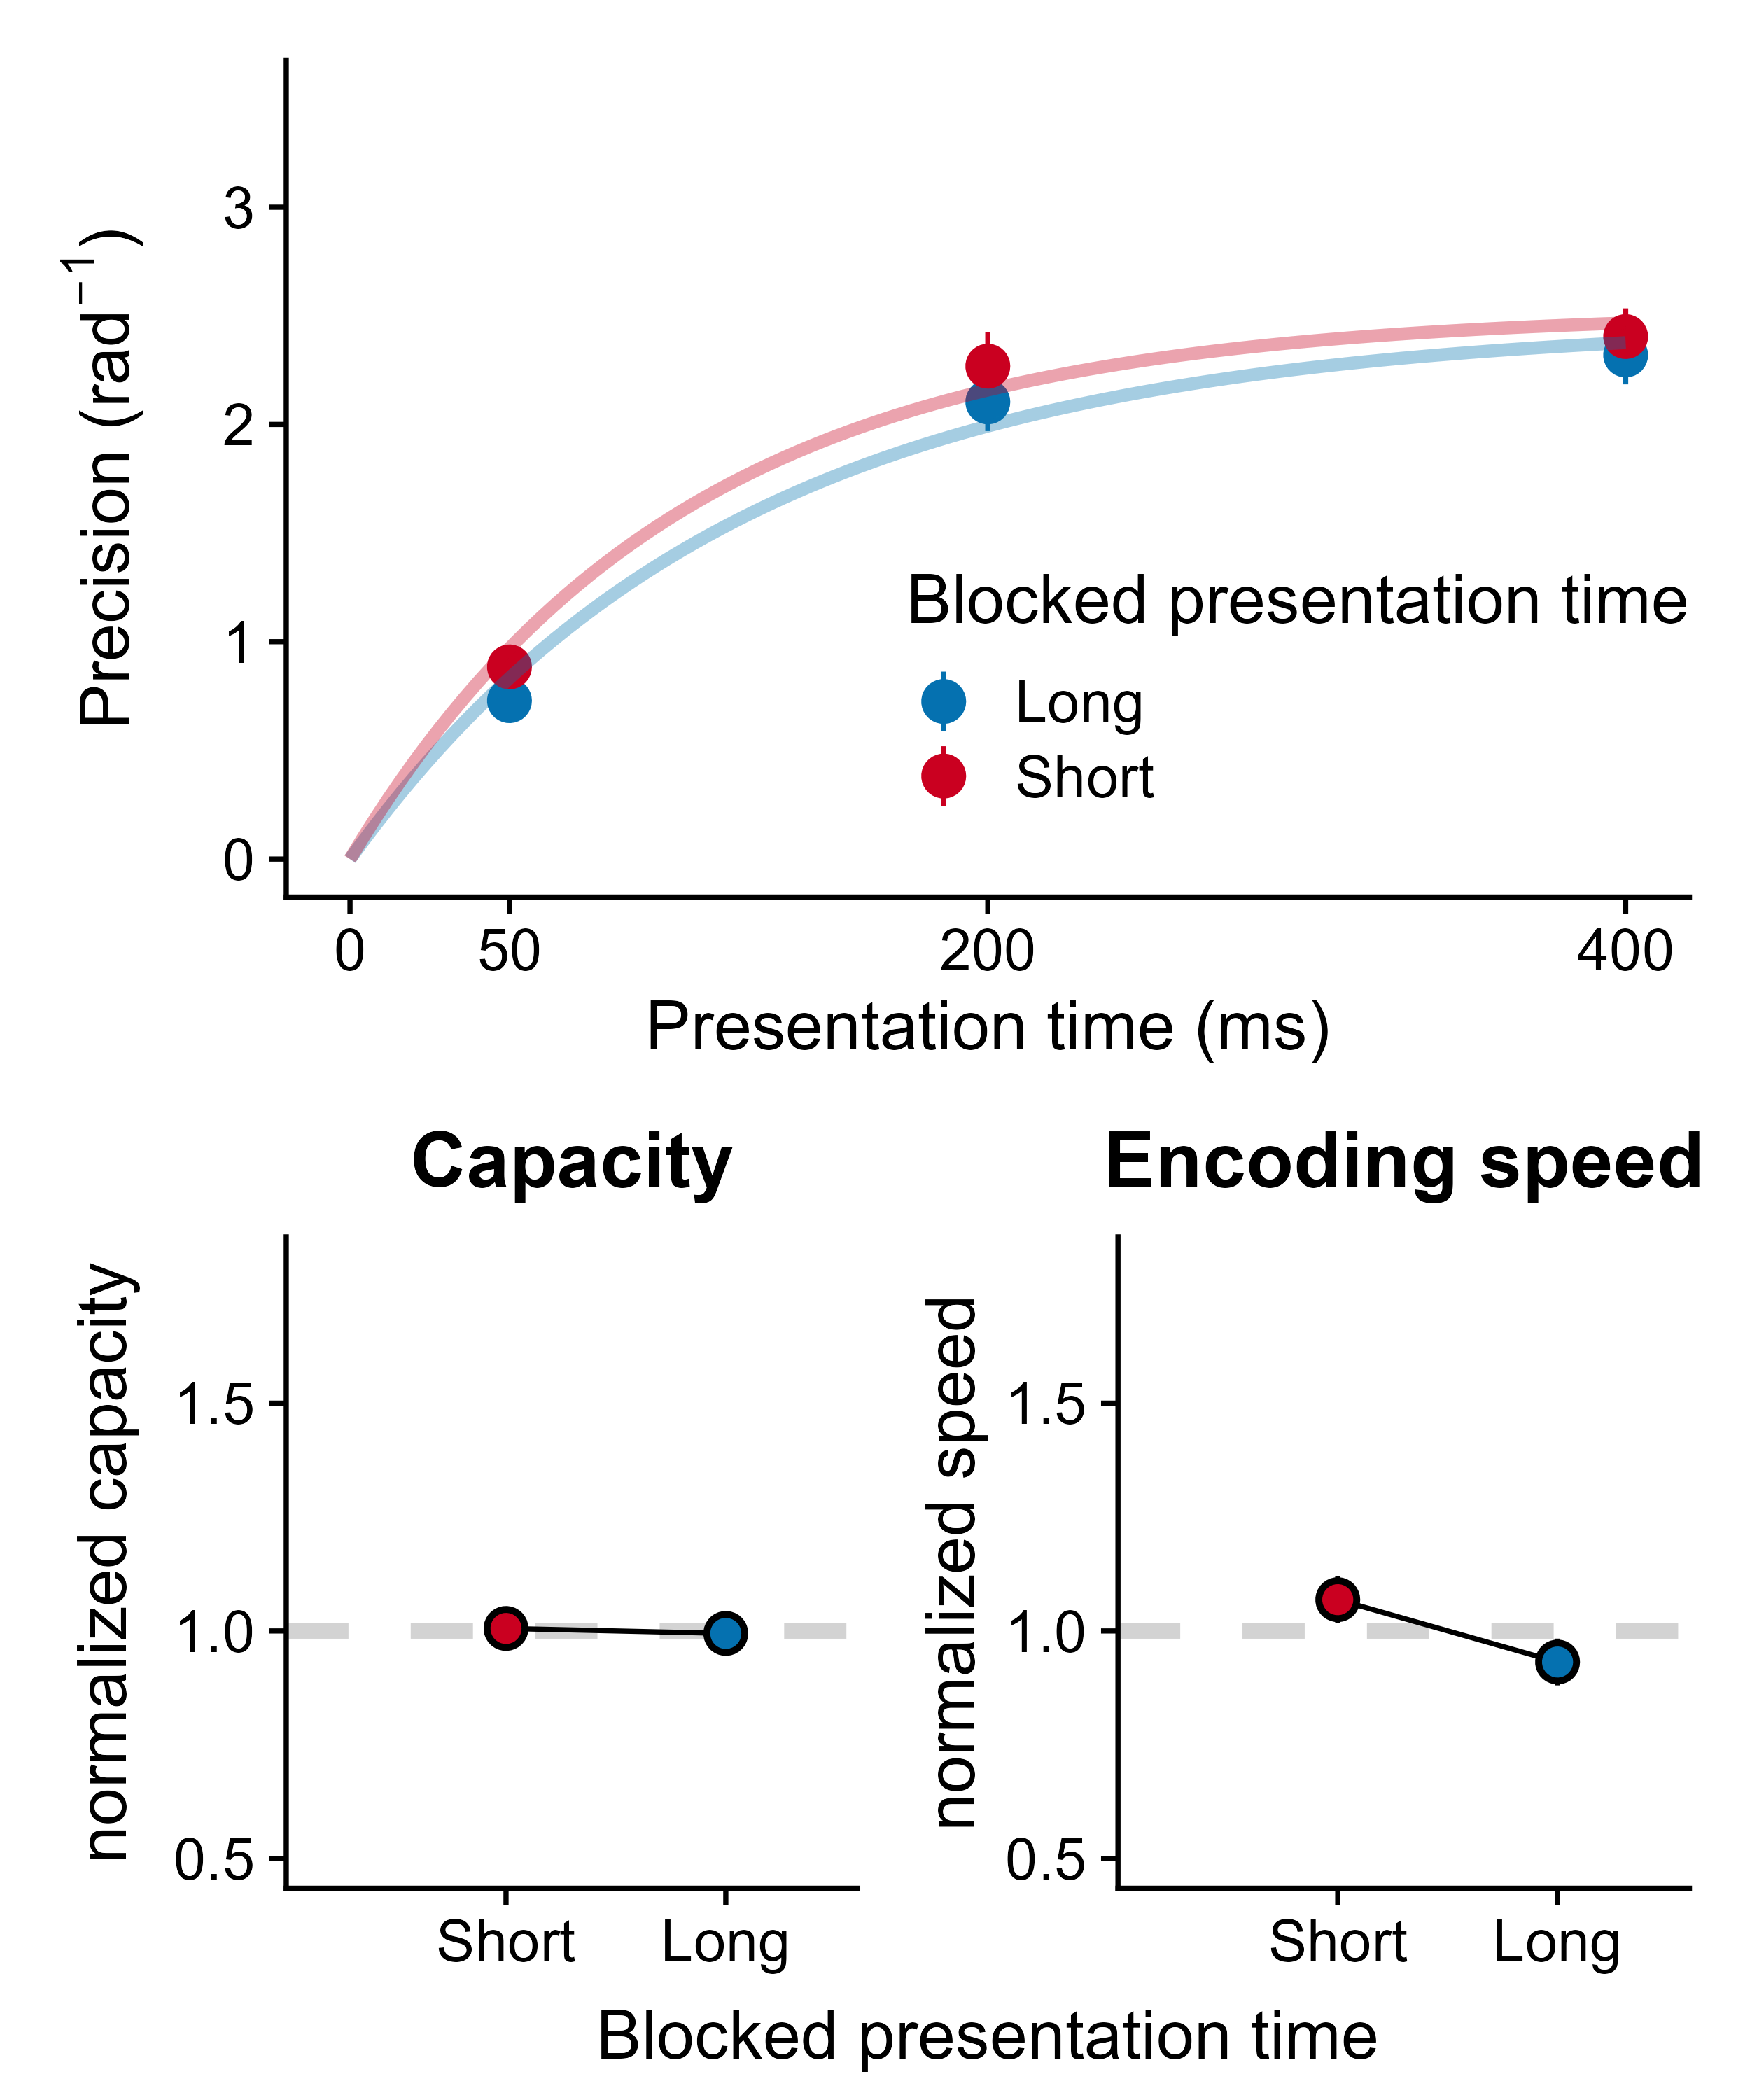 Precision (rad⁻¹)
3
2
1
0
0 50 200 400
Presentation time (ms)
Blocked presentation time
Long
Short
Capacity
normalized capacity
1.5
1.0
0.5
Short Long
Encoding speed
normalized speed
1.5
1.0
0.5
Short Long
Blocked presentation time